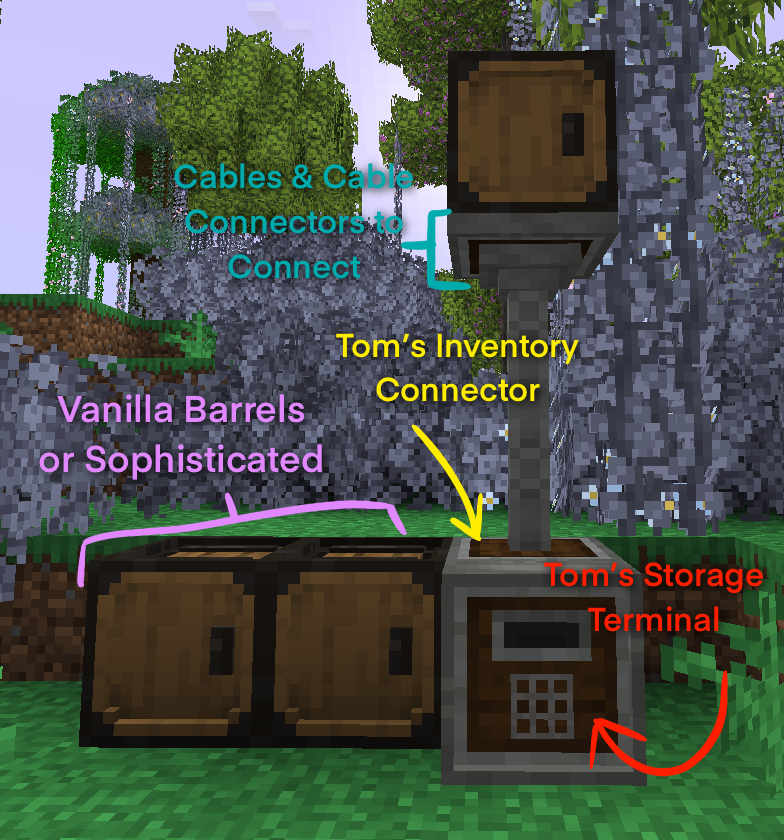 Cables & Cable
Connectors to
Connect
Tom's Inventory
Connector
Vanilla Barrels
or Sophisticated
Tom's Storage
Terminal